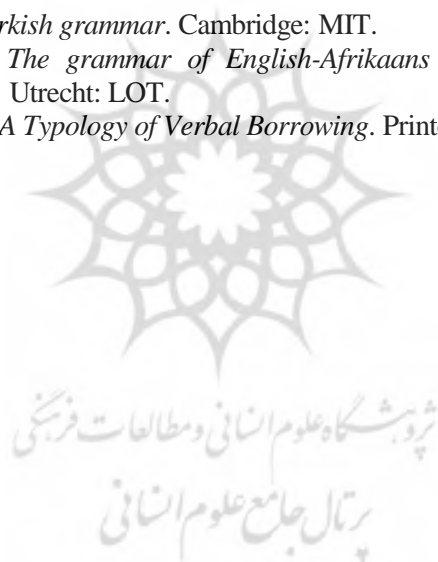 rkish grammar. Cambridge: MIT.
The grammar of English-Afrikaans
Utrecht: LOT.
A Typology of Verbal Borrowing. Print
پژوهشگاه علوم انسانی و مطالعات فرهنگی
پرتال جامع علوم انسانی